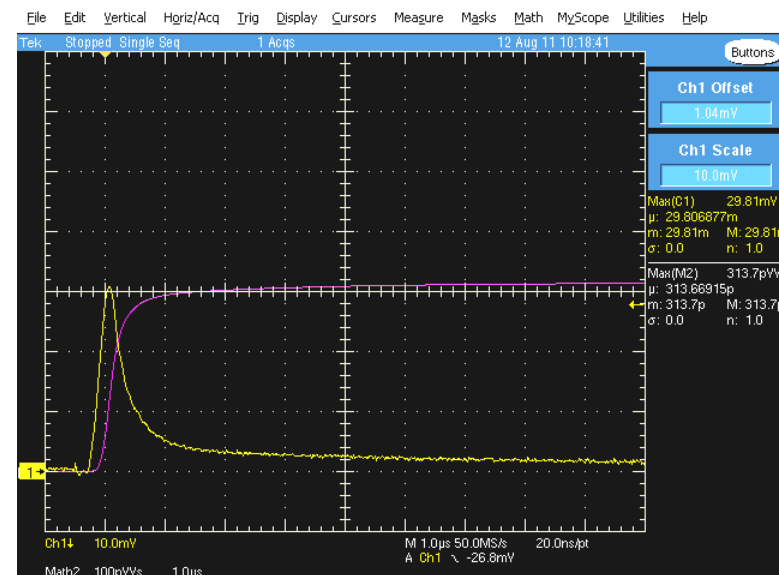 File Edit Vertical Horiz/Acq Trig Display Cursors Measure Masks Math MyScope Utilities Help
Tek Stopped Single Seq 1 Acqs 12 Aug 11 10:18:41
Buttons
Ch1 Offset
1.04mV
Ch1 Scale
10.0mV
Max(C1) 29.81mV
µ: 29.806877m
m: 29.81m M: 29.81
σ: 0.0 n: 1.0
Max(M2) 313.7pVV
µ: 313.66915p
m: 313.7p M: 313.7
σ: 0.0 n: 1.0
1
Ch1 10.0mV M 1.0µs 50.0MS/s 20.0ns/pt
A Ch1 -26.8mV
Math2 100pVVs 1.0µs